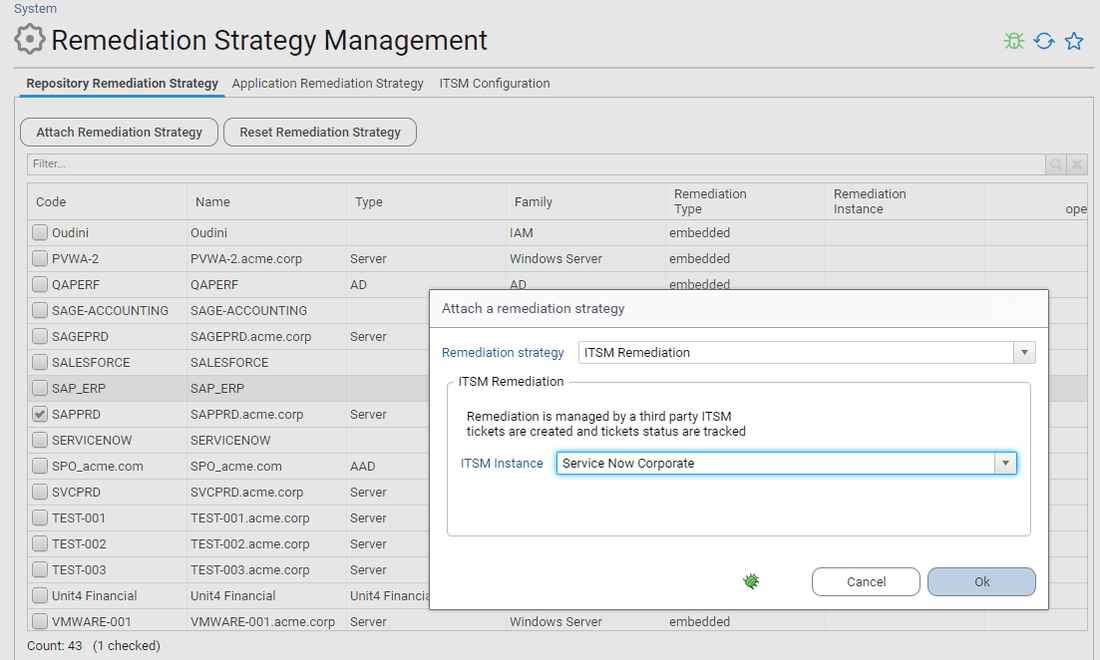 System
Remediation Strategy Management
Repository Remediation Strategy Application Remediation Strategy ITSM Configuration
Attach Remediation Strategy Reset Remediation Strategy
Filter...
Code Name Type Family Remediation Type Remediation Instance ope
Oudini Oudini IAM embedded
PVWA-2 PVWA-2.acme.corp Server Windows Server embedded
QAPERF QAPERF AD AD embedded
SAGE-ACCOUNTING SAGE-ACCOUNTING
SAGEPRD SAGEPRD.acme.corp Server
SALESFORCE SALESFORCE
SAP_ERP SAP_ERP
SAPPRD SAPPRD.acme.corp Server
SERVICENOW SERVICENOW
SPO_acme.com SPO_acme.com AAD
SVCPRD SVCPRD.acme.corp Server
TEST-001 TEST-001.acme.corp Server
TEST-002 TEST-002.acme.corp Server
TEST-003 TEST-003.acme.corp Server
Unit4 Financial Unit4 Financial Unit4 Financia
VMWARE-001 VMWARE-001.acme.corp Server Windows Server embedded
Count: 43 (1 checked)
Attach a remediation strategy
Remediation strategy ITSM Remediation
ITSM Remediation
Remediation is managed by a third party ITSM
tickets are created and tickets status are tracked
ITSM Instance Service Now Corporate
Cancel Ok